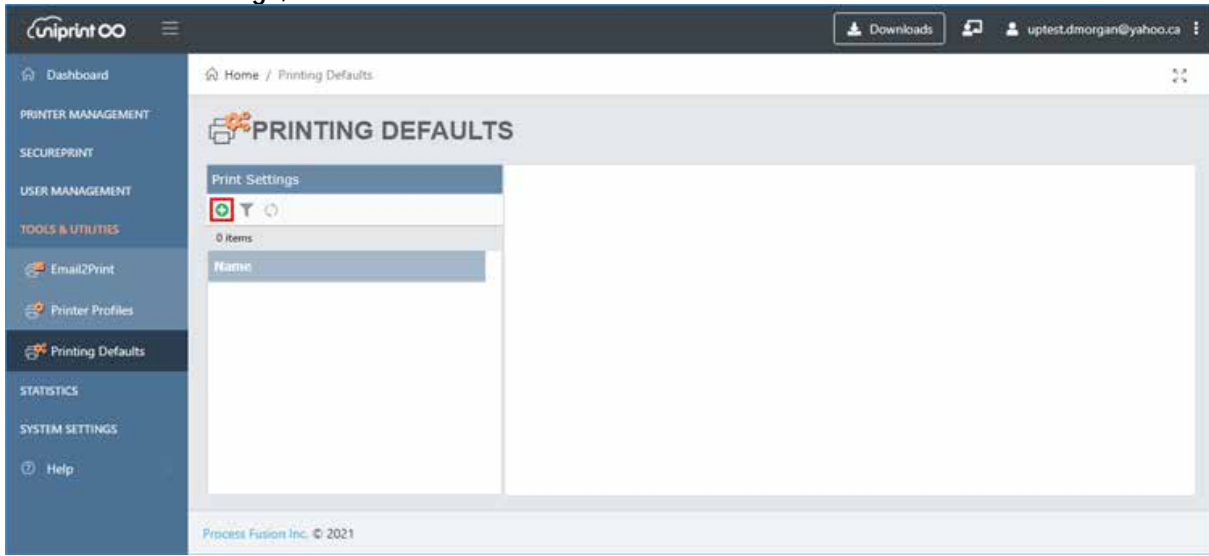 uniprint
Downloads
uptest.dmorgan@yahoo.ca
Dashboard
Home / Printing Defaults
PRINTER MANAGEMENT
PRINTING DEFAULTS
SECUREPRINT
Print Settings
USER MANAGEMENT
TOOLS & UTILITIES
0 items
Email2Print
Name
Printer Profiles
Printing Defaults
STATISTICS
SYSTEM SETTINGS
Help
Process Fusion Inc. © 2021